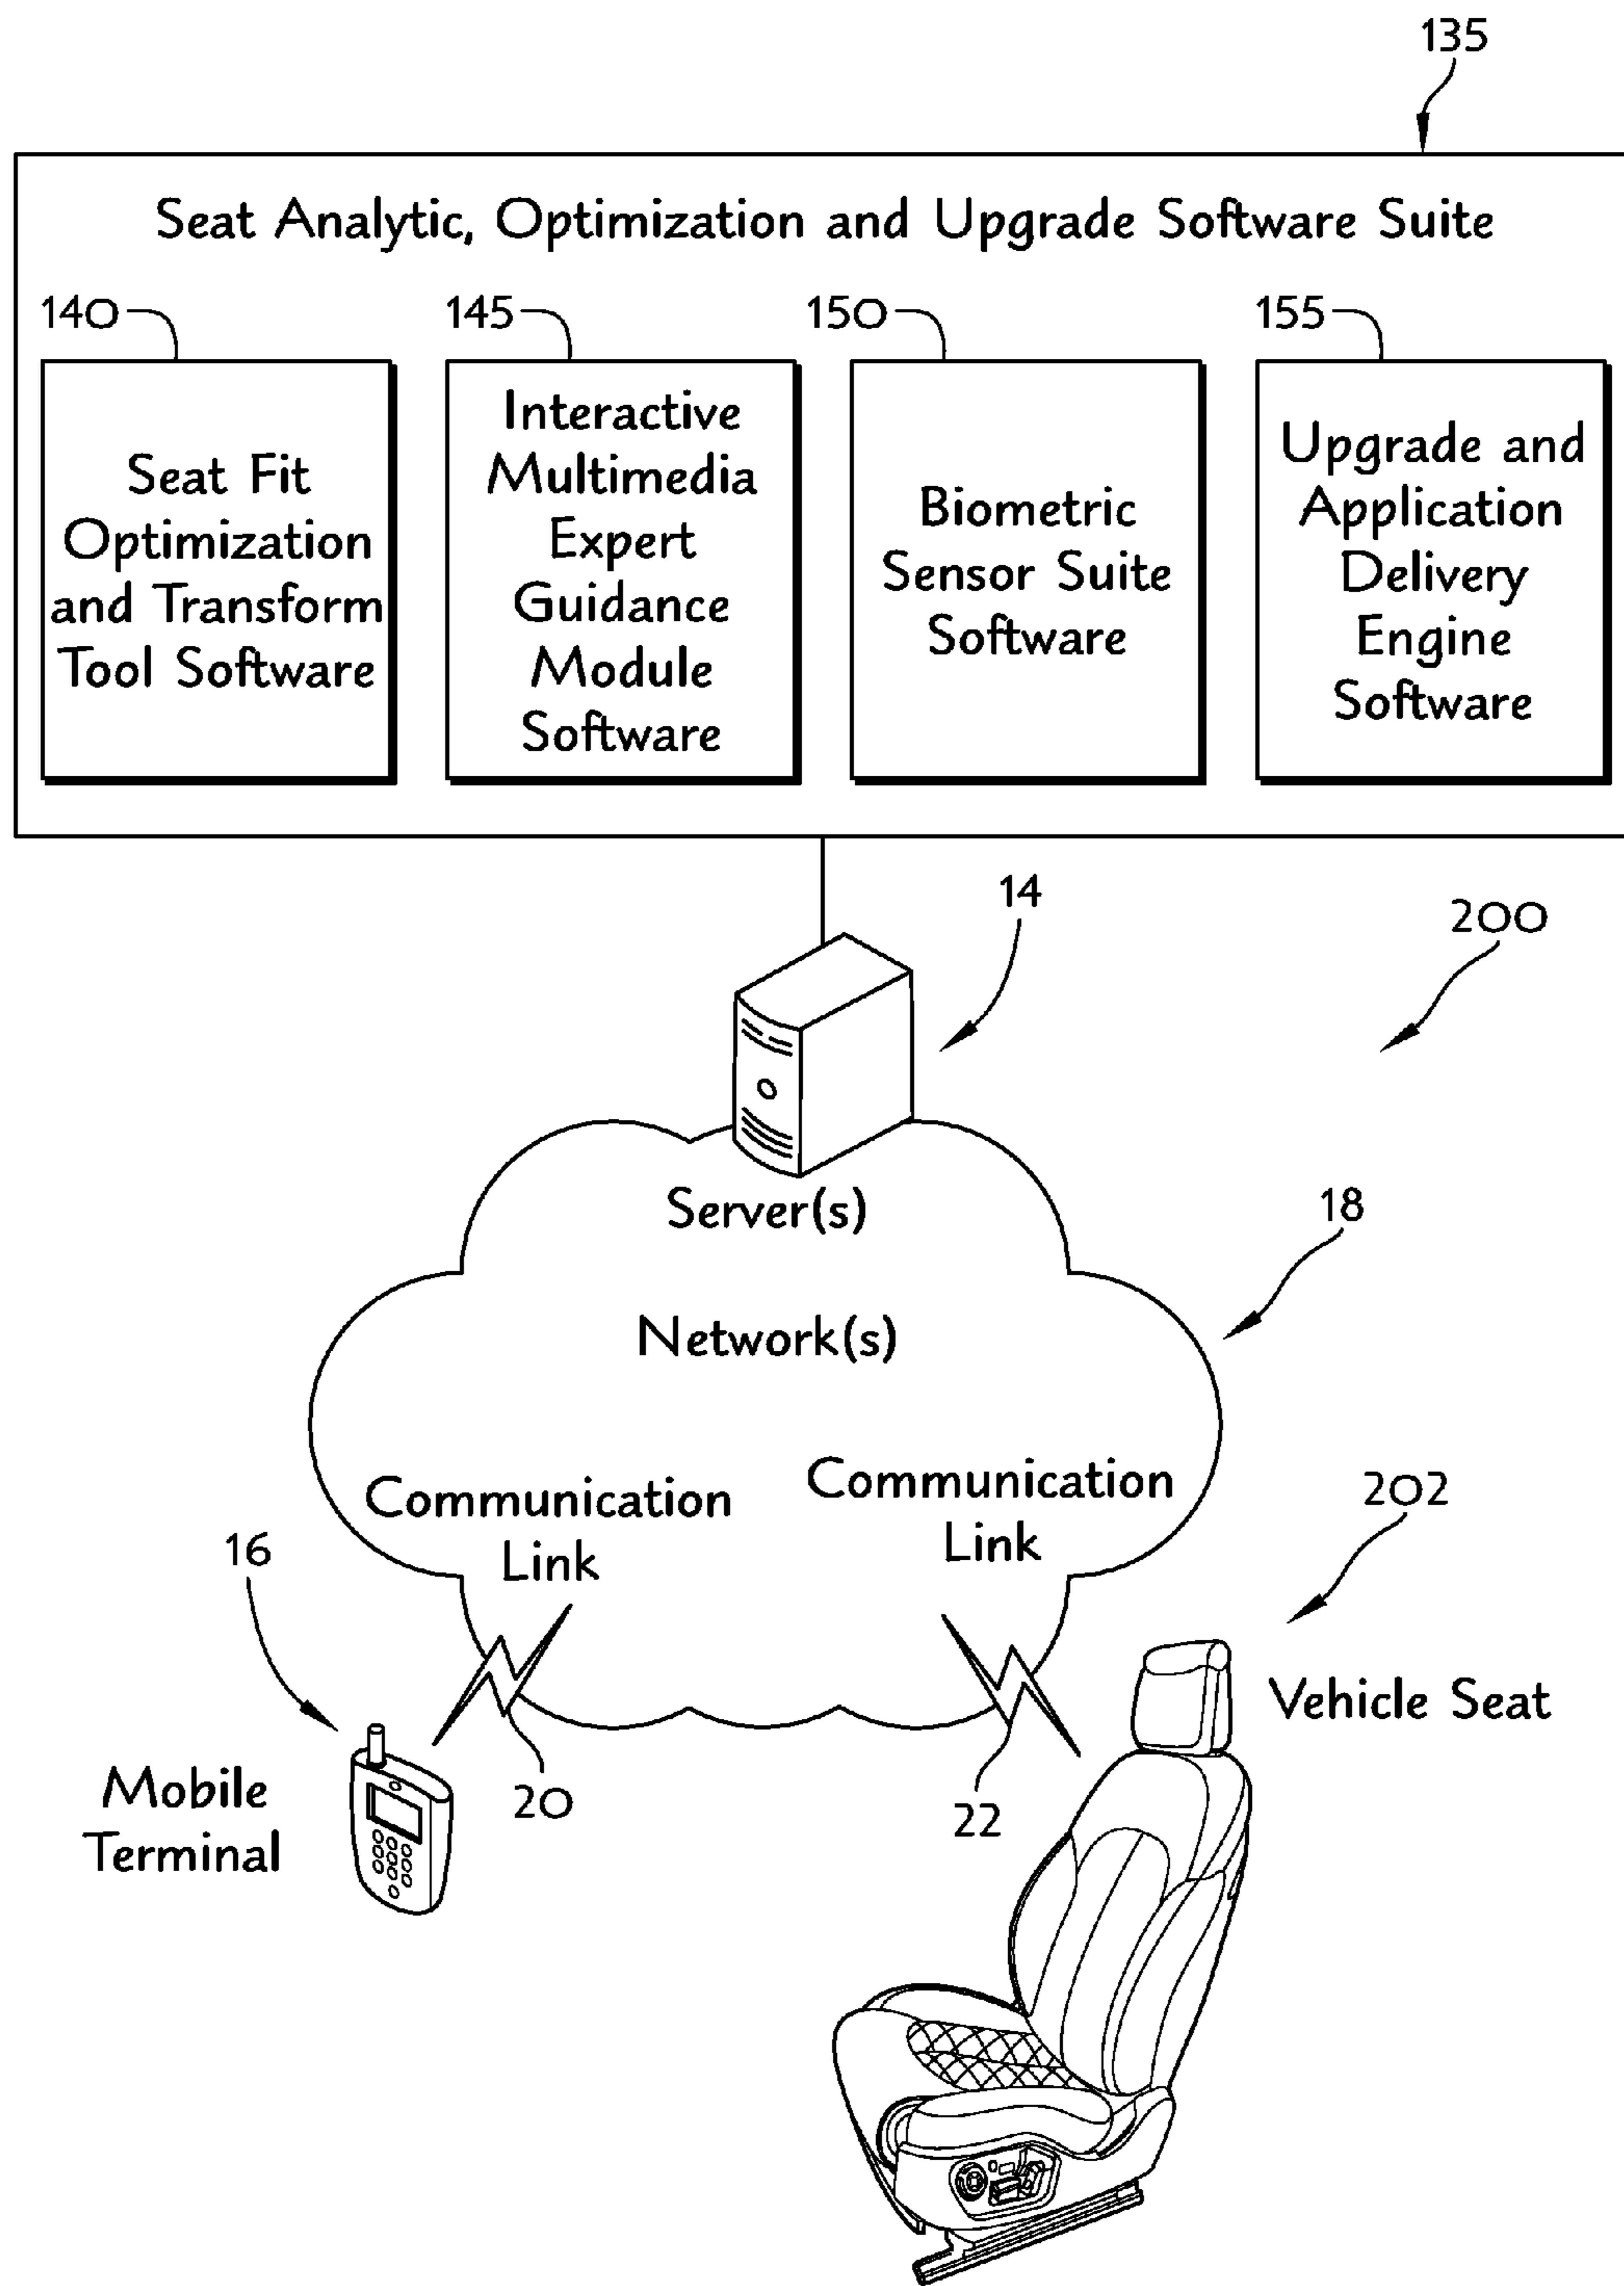 135
Seat Analytic, Optimization and Upgrade Software Suite
140
145
150
155
Seat Fit
Optimization
and Transform
Tool Software
Interactive
Multimedia
Expert
Guidance
Module
Software
Biometric
Sensor Suite
Software
Upgrade and
Application
Delivery
Engine
Software
14
200
Server(s)
18
Network(s)
Communication
Link
Communication
Link
16
202
Vehicle Seat
Mobile
Terminal
20
22